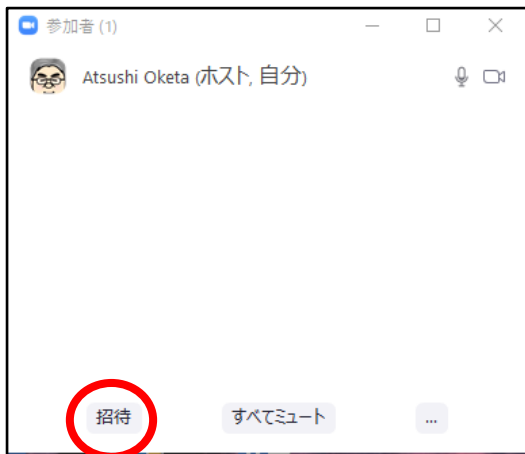 参加者 (1)
Atsushi Oketa (ホスト, 自分)
招待 すべてミュート ...